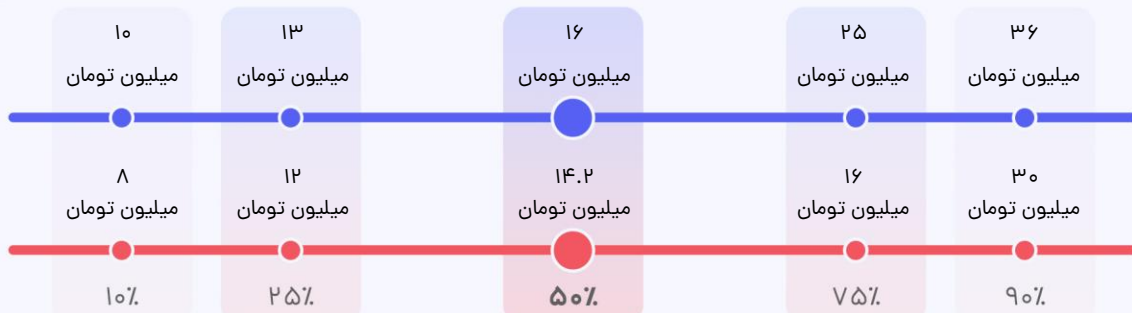 ۱۰ ۱۳ ۱۶ ۲۵ ۳۶
میلیون تومان میلیون تومان میلیون تومان میلیون تومان میلیون تومان
۸ ۱۲ ۱۴.۲ ۱۶ ۳۰
میلیون تومان میلیون تومان میلیون تومان میلیون تومان میلیون تومان
۱۰٪ ۲۵٪ ۵۰٪ ۷۵٪ ۹۰٪